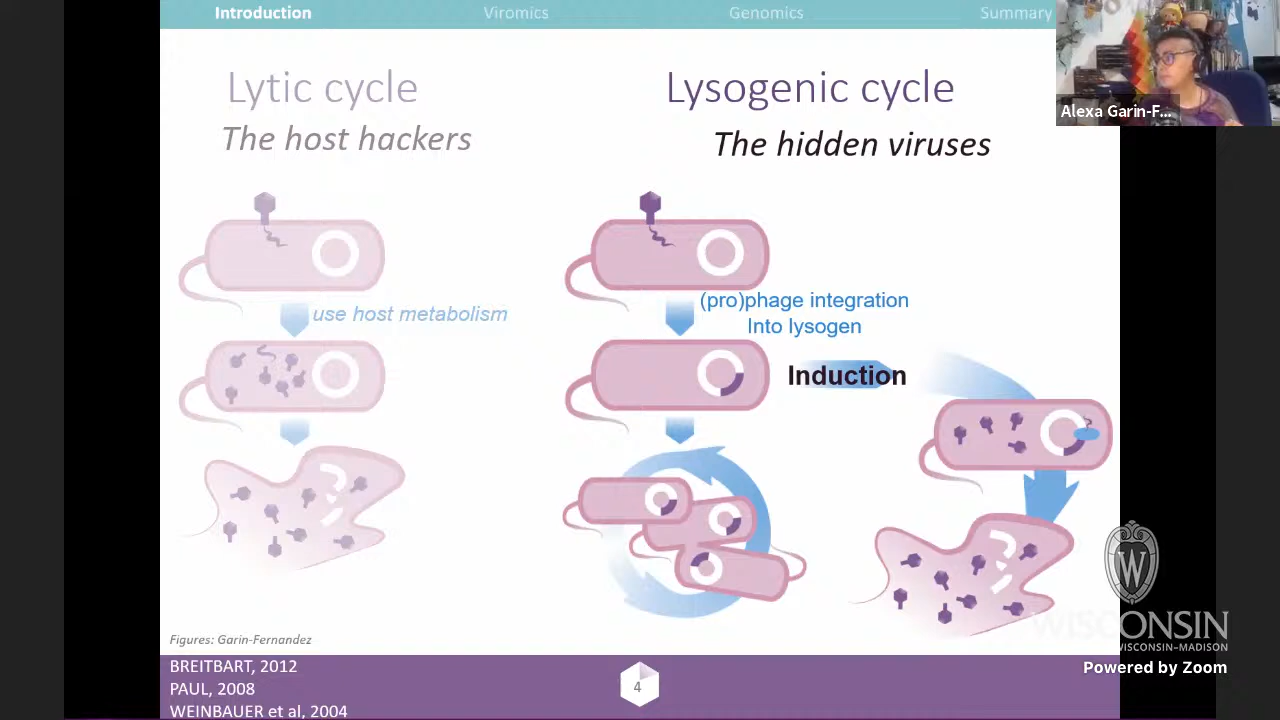 Introduction
Viromics
Genomics
Summary
Alexa Garin-F...
Lytic cycle
The host hackers
Lysogenic cycle
The hidden viruses
use host metabolism
(pro)phage integration
Into lysogen
Induction
Figures: Garin-Fernandez
BREITBART, 2012
PAUL, 2008
WEINBAUER et al, 2004
4
W
WISCONSIN
WISCONSIN–MADISON
Powered by Zoom